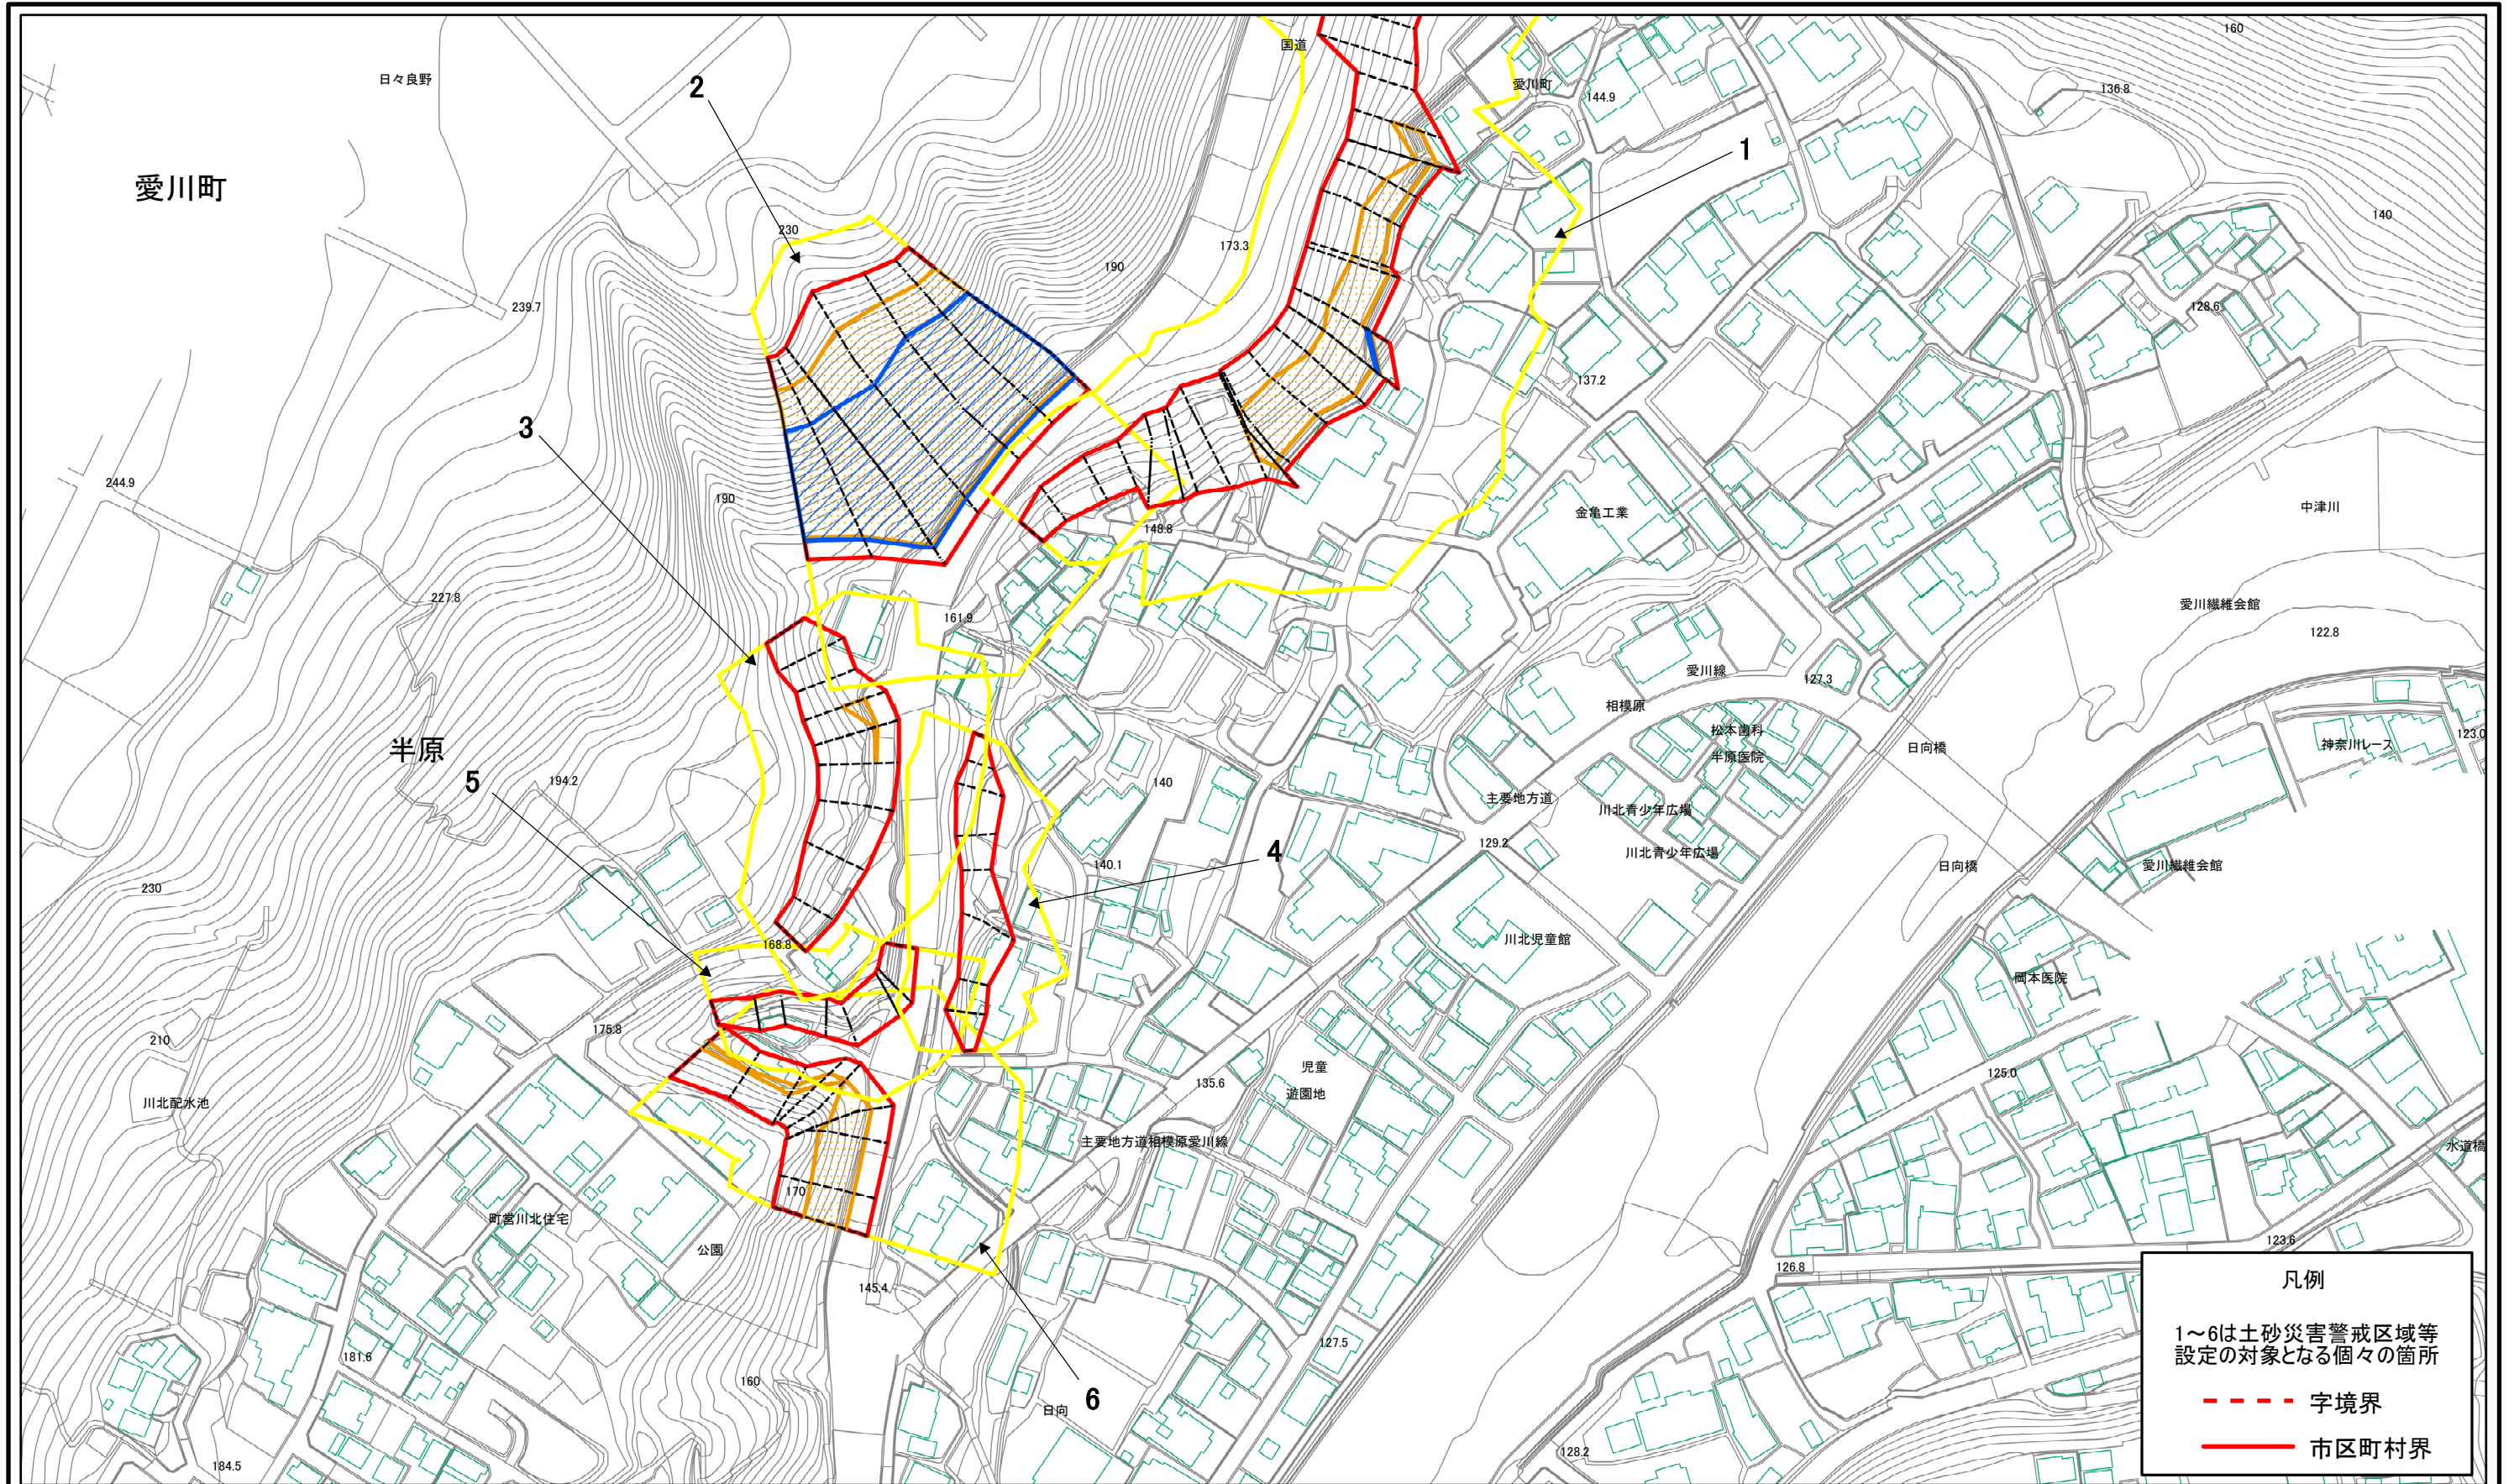 国道
160
日々良野
2
愛川町
144.9
136.8
1
愛川町
140
230
173.3
190
239.7
128.6
137.2
3
244.9
190
金亀工業
中津川
148.8
227.8
161.9
愛川繊維会館
122.8
愛川線
127.3
相模原
松本歯科
半原
半原医院
日向橋
神奈川レース
123.0
5
194.2
140
主要地方道
川北青少年広場
129.2
4
140.1
川北青少年広場
日向橋
愛川繊維会館
230
168.8
川北児童館
岡本医院
175.8
210
児童
遊園地
135.6
125.0
川北配水池
主要地方道相模原愛川線
水道橋
170
町営川北住宅
公園
123.6
126.8
145.4
凡例
1～6は土砂災害警戒区域等
設定の対象となる個々の箇所
字境界
市区町村界
127.5
181.6
160
6
日向
128.2
184.5